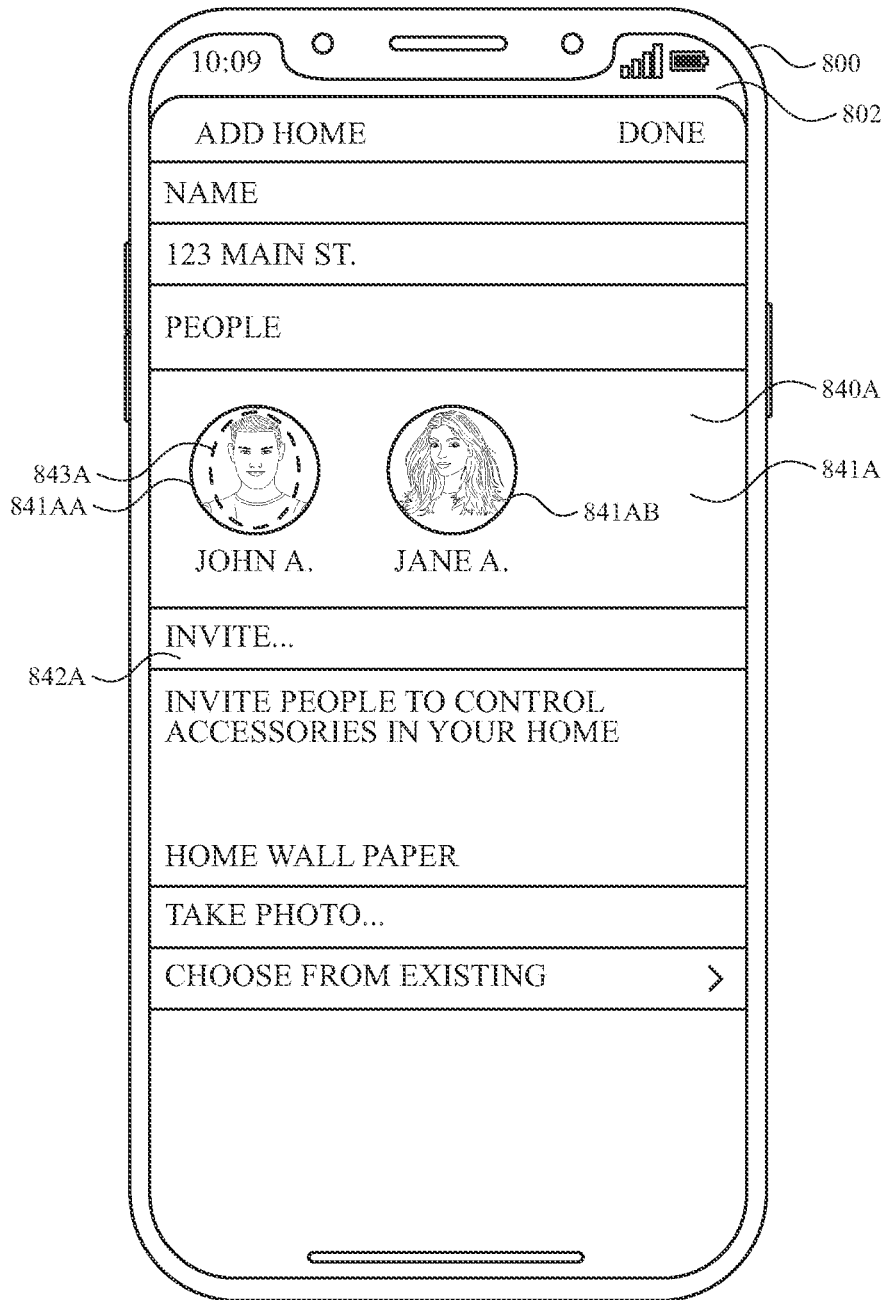 10:09
800
802
ADD HOME DONE
NAME
123 MAIN ST.
PEOPLE
840A
843A
841A
841AA
841AB
JOHN A. JANE A.
INVITE...
842A
INVITE PEOPLE TO CONTROL
ACCESSORIES IN YOUR HOME
HOME WALL PAPER
TAKE PHOTO...
CHOOSE FROM EXISTING